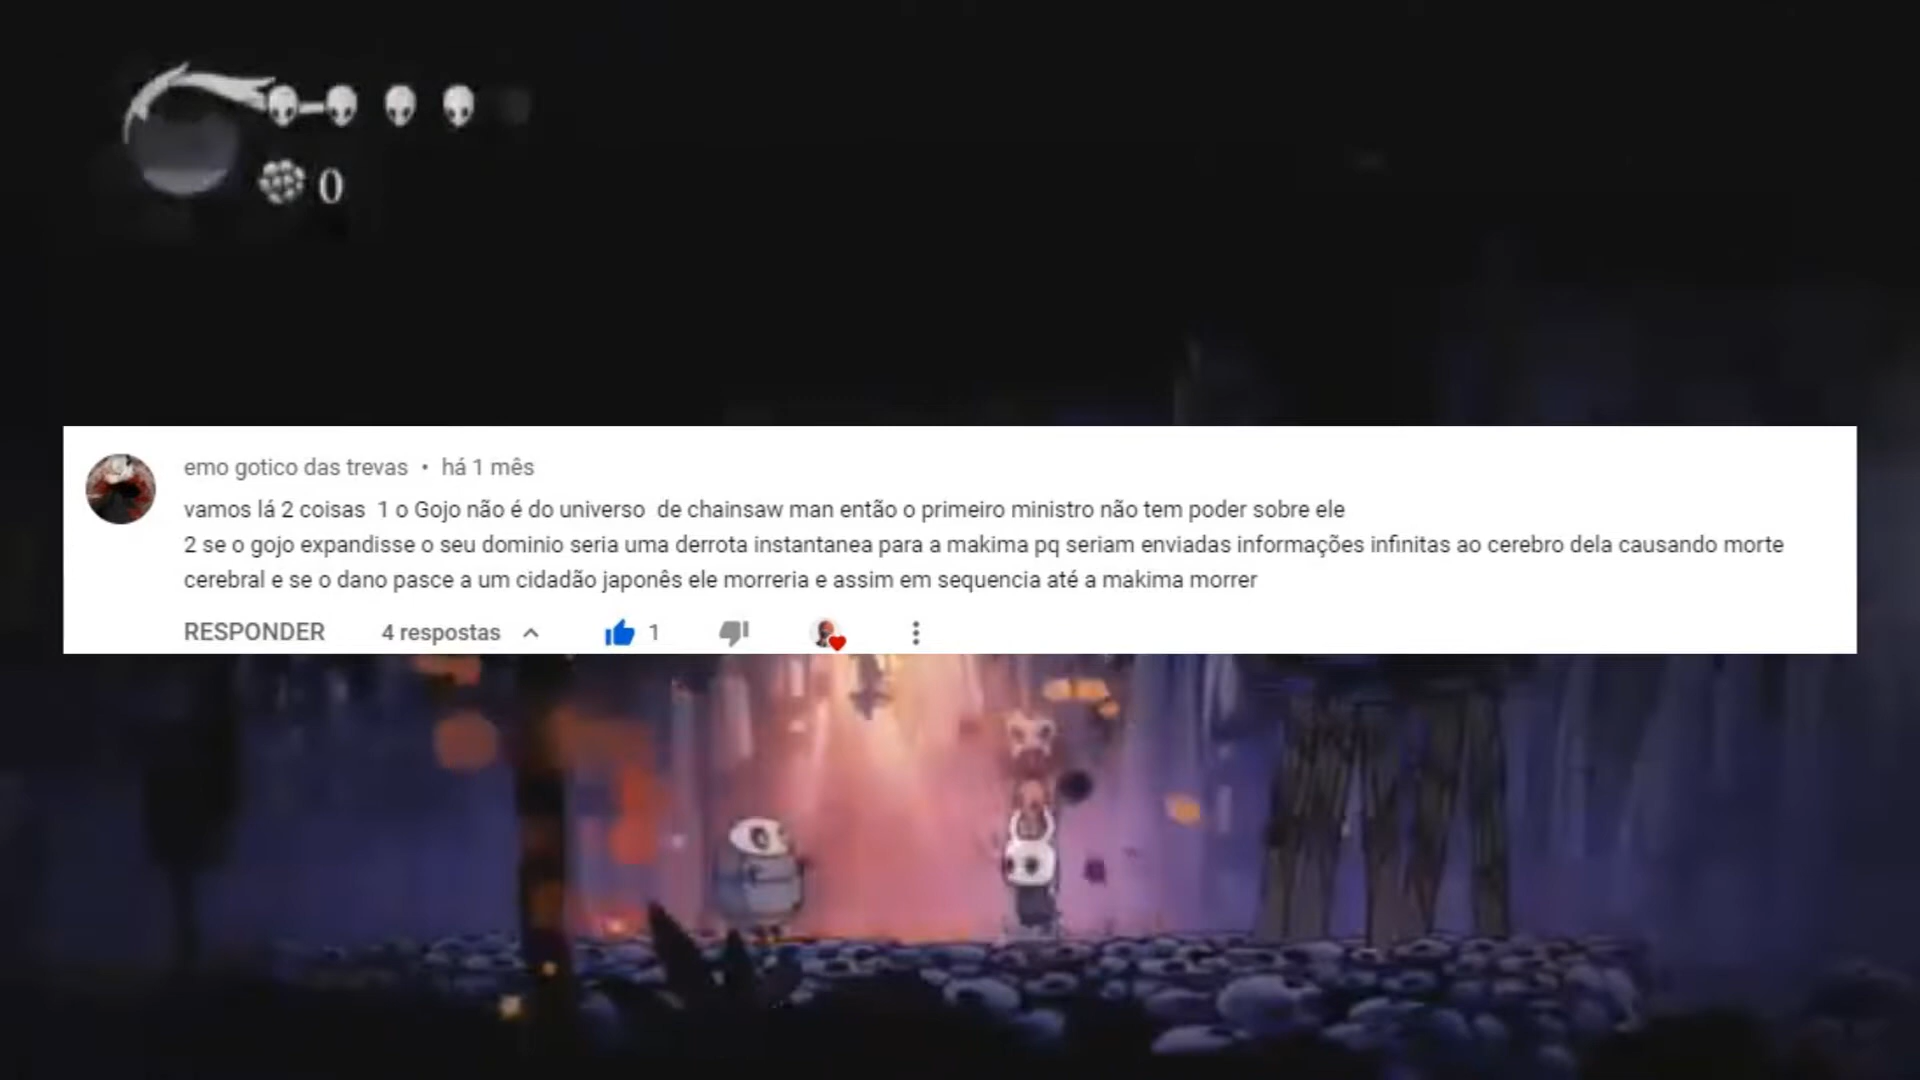 0
emo gotico das trevas • há 1 mês
vamos lá 2 coisas  1 o Gojo não é do universo  de chainsaw man então o primeiro ministro não tem poder sobre ele
2 se o gojo expandisse o seu dominio seria uma derrota instantanea para a makima pq seriam enviadas informações infinitas ao cerebro dela causando morte
cerebral e se o dano pasce a um cidadão japonês ele morreria e assim em sequencia até a makima morrer
RESPONDER 4 respostas 1